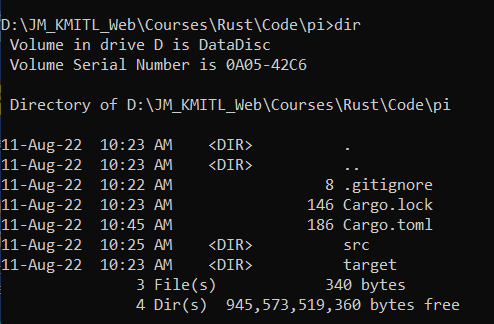 D:\JM_KMITL_Web\Courses\Rust\Code\pi>dir
 Volume in drive D is DataDisc
 Volume Serial Number is 0A05-42C6

 Directory of D:\JM_KMITL_Web\Courses\Rust\Code\pi

11-Aug-22  10:23 AM    <DIR>          .
11-Aug-22  10:23 AM    <DIR>          ..
11-Aug-22  10:22 AM                 8 .gitignore
11-Aug-22  10:23 AM               146 Cargo.lock
11-Aug-22  10:45 AM               186 Cargo.toml
11-Aug-22  10:25 AM    <DIR>          src
11-Aug-22  10:23 AM    <DIR>          target
               3 File(s)            340 bytes
               4 Dir(s)  945,573,519,360 bytes free